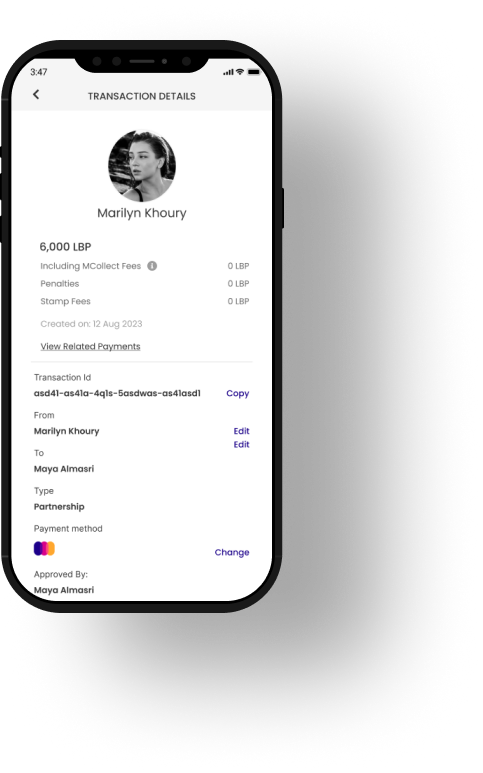 3:47
TRANSACTION DETAILS
Marilyn Khoury
6,000 LBP
Including MCollect Fees 0 LBP
Penalties 0 LBP
Stamp Fees 0 LBP
Created on: 12 Aug 2023
View Related Payments
Transaction Id
asd41-as41a-4q1s-5asdwas-as41asd1 Copy
From
Marilyn Khoury Edit
Edit
To
Maya Almasri
Type
Partnership
Payment method
Change
Approved By:
Maya Almasri